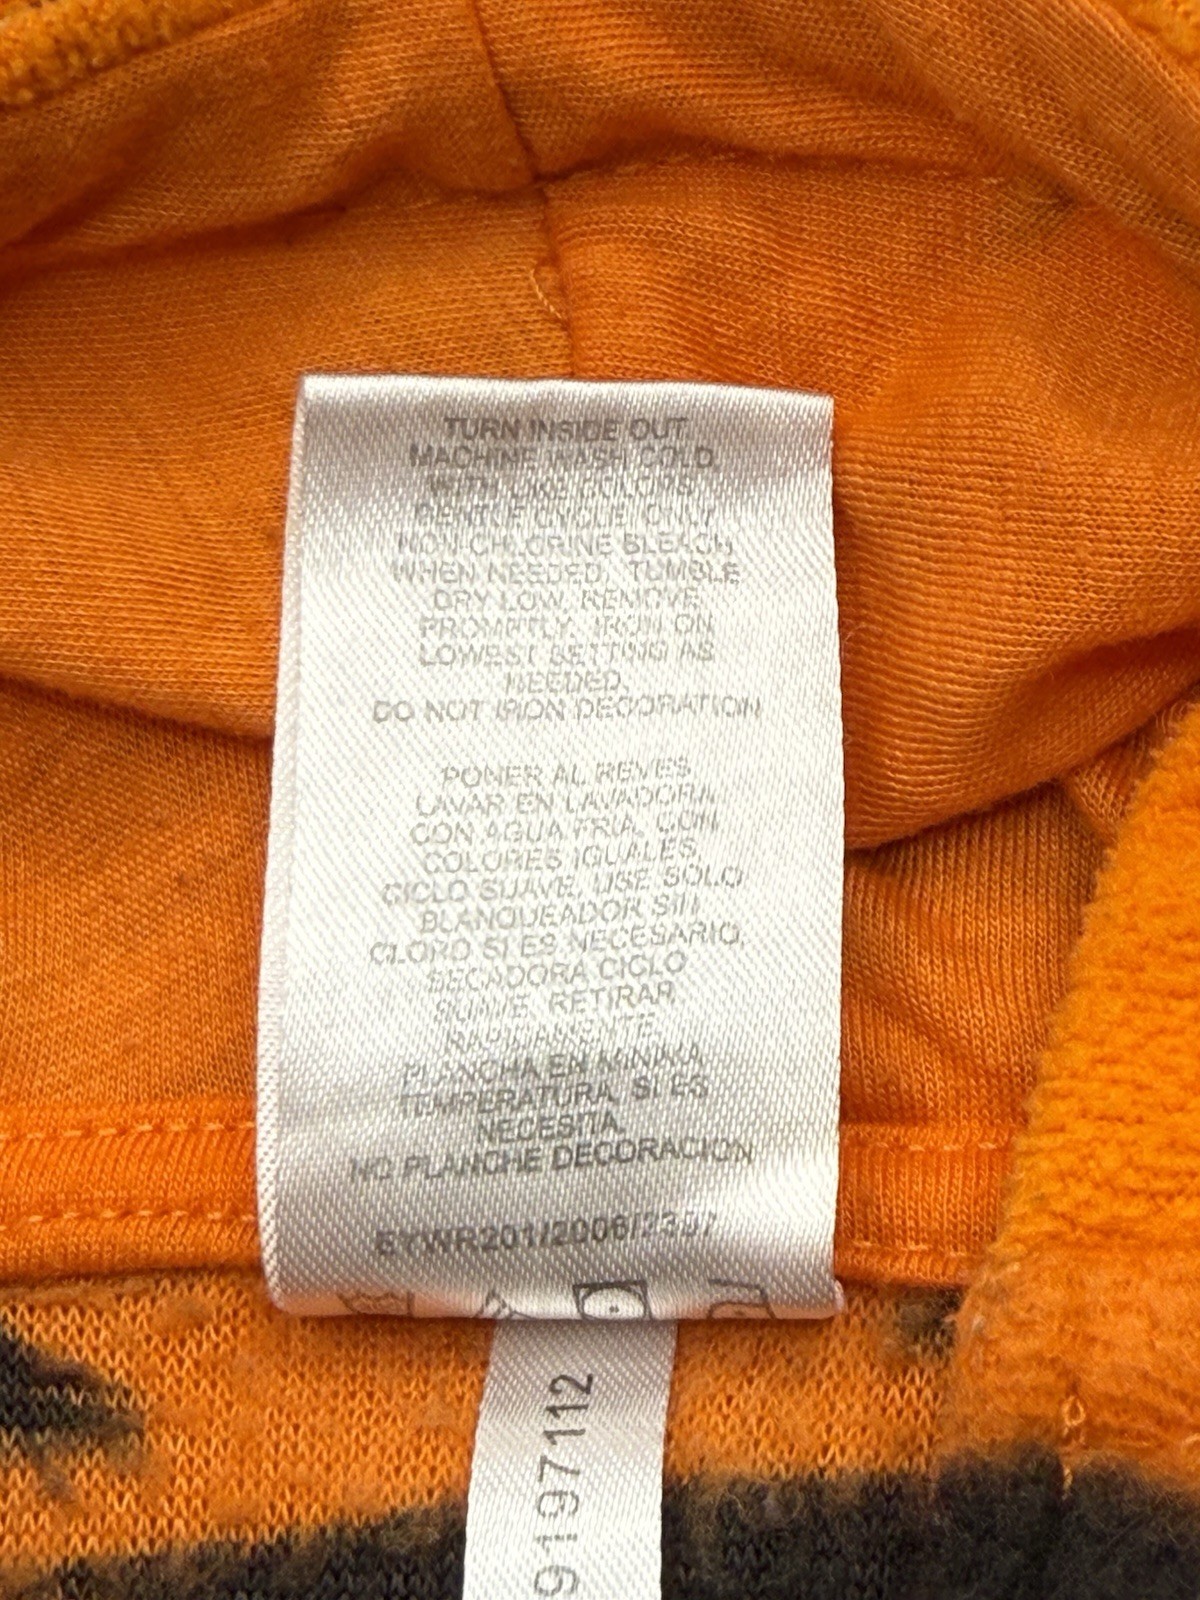 TURN INSIDE OUT.
MACHINE WASH COLD,
WITH LIKE COLORS
GENTLE CYCLE. ONLY
NON-CHLORINE BLEACH
WHEN NEEDED. TUMBLE
DRY LOW, REMOVE
PROMPTLY. IRON ON
LOWEST SETTING AS
NEEDED.
DO NOT IRON DECORATION
PONER AL REVES
LAVAR EN LAVADORA
CON AGUA FRIA, CON
COLORES IGUALES,
CICLO SUAVE, USE SOLO
BLANQUEADOR SIN
CLORO SI ES NECESARIO,
SECADORA CICLO
SUAVE. RETIRAR
RAPIDAMENTE.
PLANCHA EN MINIMA
TEMPERATURA, SI ES
NECESITA.
NO PLANCHE DECORACION
EYWR201/2006/
9197112